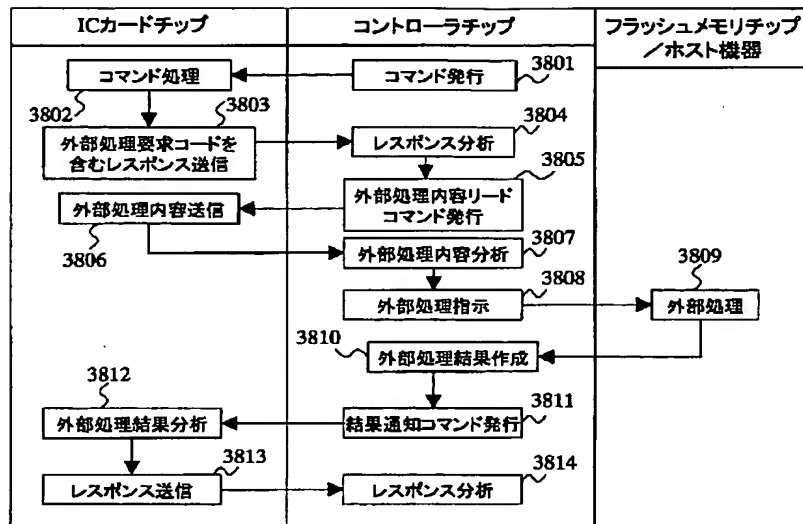 ICカードチップ
コントローラチップ
フラッシュメモリチップ
／ホスト機器
コマンド処理
コマンド発行
3801
3802
3803
3804
外部処理要求コードを
含むレスポンス送信
レスポンス分析
3805
外部処理内容リード
コマンド発行
外部処理内容送信
3806
3807
外部処理内容分析
3808
3809
外部処理指示
外部処理
3810
外部処理結果作成
3812
3811
外部処理結果分析
結果通知コマンド発行
3813
3814
レスポンス送信
レスポンス分析